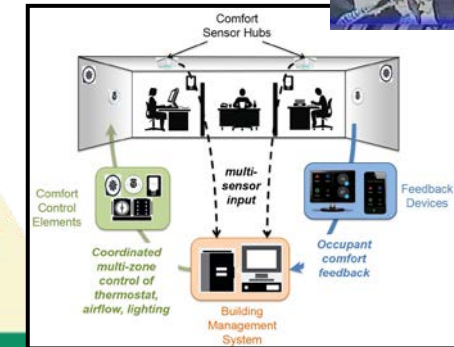 Comfort
Sensor Hubs
multi-
sensor
input
Comfort
Control
Elements
Feedback
Devices
Coordinated
multi-zone
control of
thermostat,
airflow, lighting
Occupant
comfort
feedback
Building
Management
System